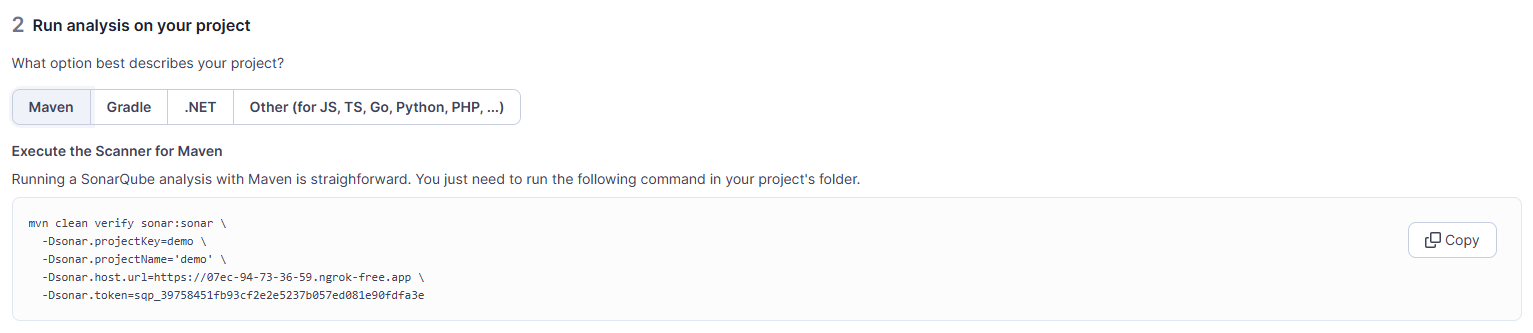 2 Run analysis on your project
What option best describes your project?
Maven Gradle .NET Other (for JS, TS, Go, Python, PHP, ...)
Execute the Scanner for Maven
Running a SonarQube analysis with Maven is straighforward. You just need to run the following command in your project's folder.
mvn clean verify sonar:sonar \
-Dsonar.projectKey=demo \
-Dsonar.projectName='demo' \
-Dsonar.host.url=https://07ec-94-73-36-59.ngrok-free.app \
-Dsonar.token=sqp_39758451fb93cf2e2e5237b057ed081e90fdfa3e
Copy